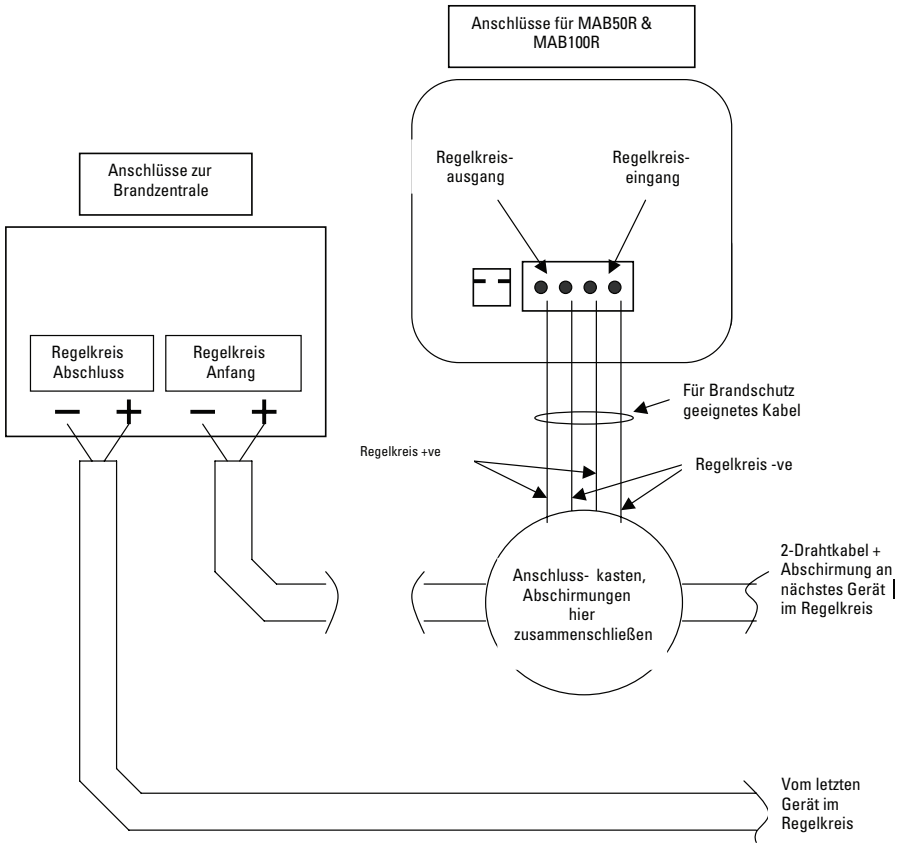 Anschlüsse für MAB50R &
MAB100R
Anschlüsse zur
Brandzentrale
Regelkreis-
ausgang
Regelkreis-
eingang
Regelkreis
Abschluss
Regelkreis
Anfang
Für Brandschutz
geeignetes Kabel
Regelkreis +ve
Regelkreis -ve
Anschluss- kasten,
Abschirmungen
hier
zusammenschließen
2-Drahtkabel +
Abschirmung an
nächstes Gerät
im Regelkreis
Vom letzten
Gerät im
Regelkreis